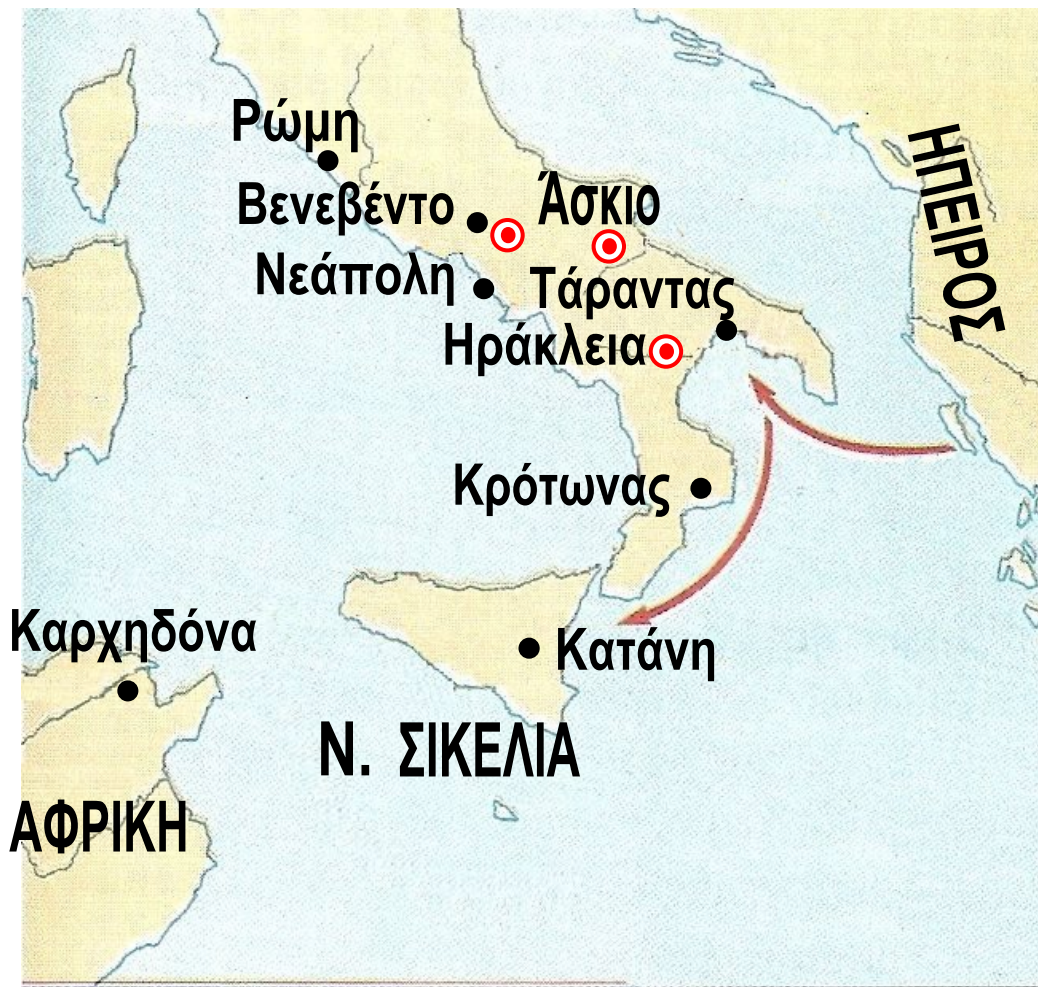 Ρώμη
ΗΠΕΙΡΟΣ
Βενεβέντο
Άσκιο
Νεάπολη
Τάραντας
Ηράκλεια
Κρότωνας
Καρχηδόνα
Κατάνη
Ν. ΣΙΚΕΛΙΑ
ΑΦΡΙΚΗ